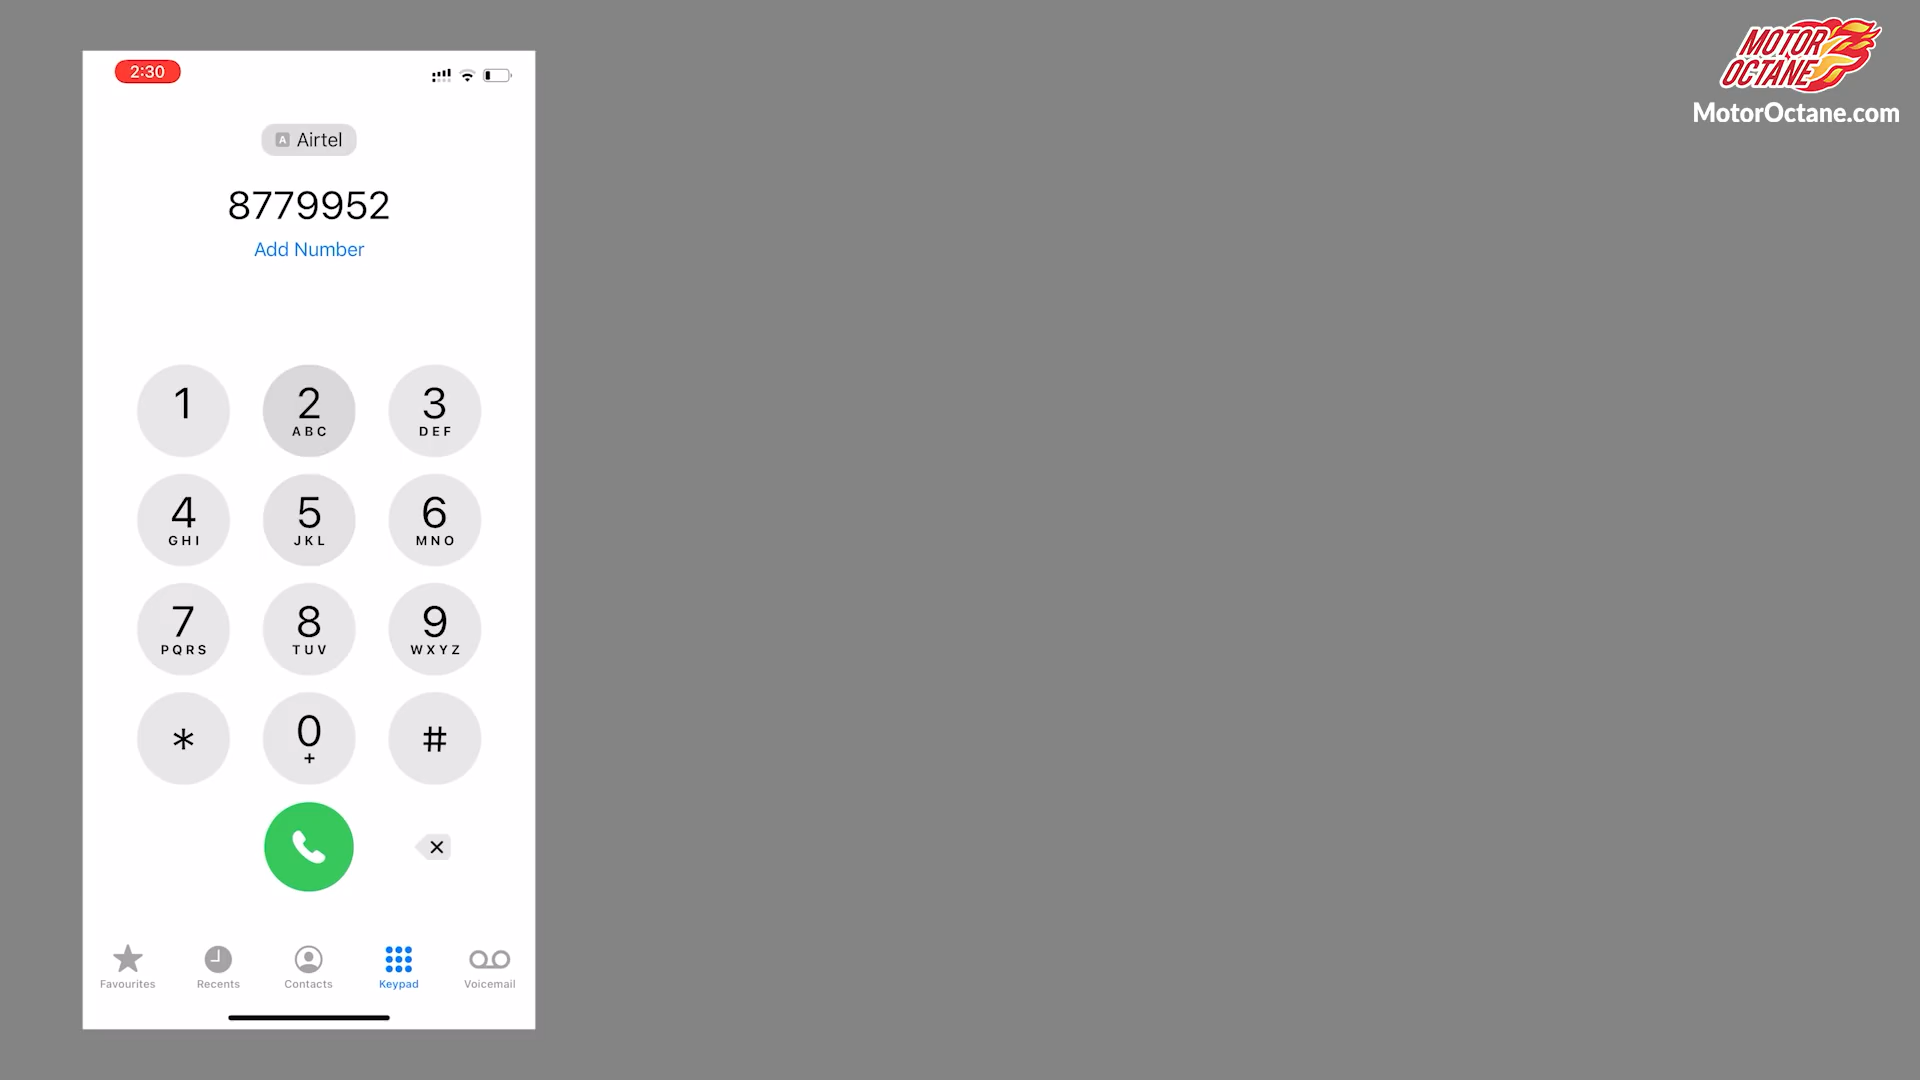 2:30
A Airtel
8779952
Add Number
1
2
ABC
3
DEF
4
GHI
5
JKL
6
MNO
7
PQRS
8
TUV
9
WXYZ
*
0
+
#
Favourites
Recents
Contacts
Keypad
Voicemail
MOTOR
OCTANE
MotorOctane.com